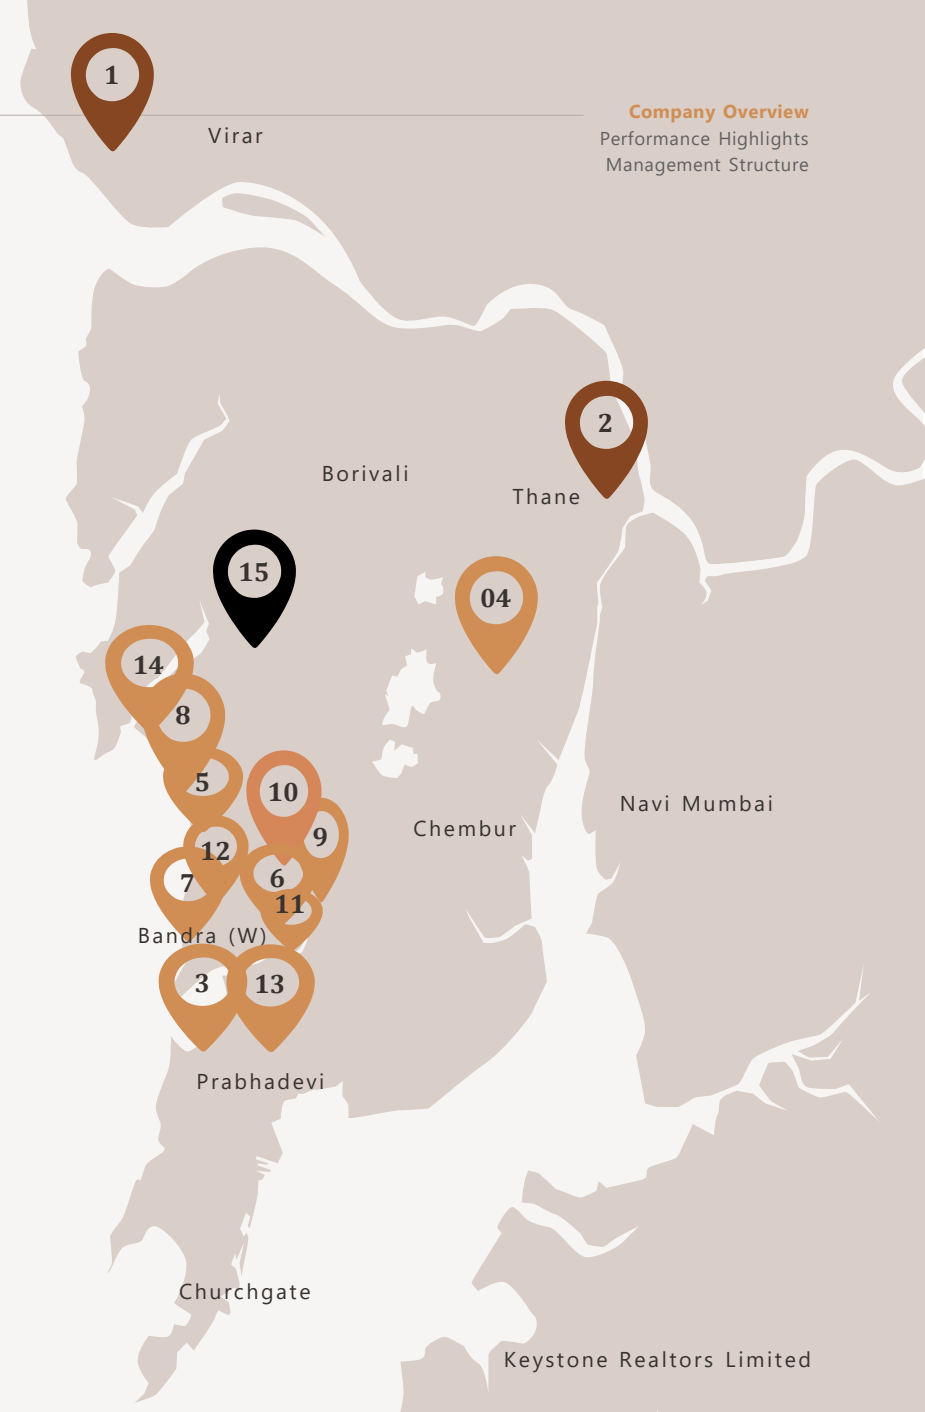 1
Company Overview
Virar
Performance Highlights
Management Structure
2
Borivali
Thane
15
04
14
8
5
10
Navi Mumbai
Chembur
9
12
7
6
11
Bandra (W)
3
13
Prabhadevi
Churchgate
Keystone Realtors Limited